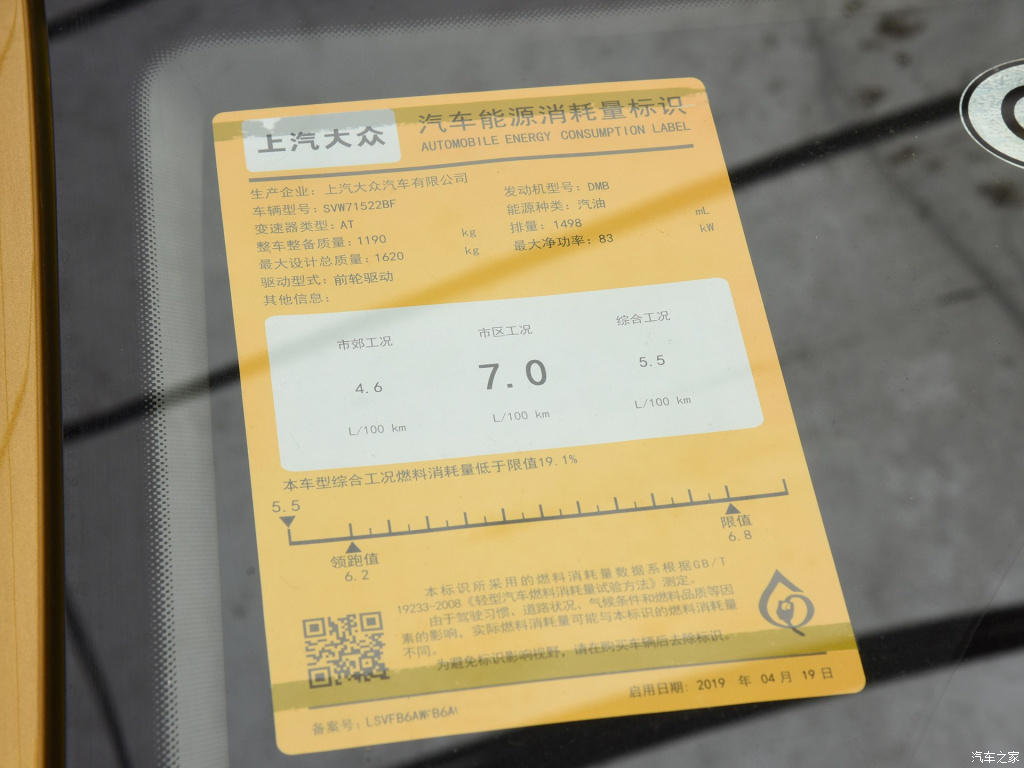 上汽大众
汽车能源消耗量标识
AUTOMOBILE ENERGY CONSUMPTION LABEL
生产企业：上汽大众汽车有限公司
车辆型号：SVW71522BF
变速器类型：AT
整车整备质量：1190 kg
最大设计总质量：1620 kg
驱动型式：前轮驱动
其他信息：
发动机型号：DMB
能源种类：汽油
排量：1498 mL
最大净功率：83 kW
市郊工况 市区工况 综合工况
4.6 7.0 5.5
L/100 km L/100 km L/100 km
本车型综合工况燃料消耗量低于限值19.1%
5.5
领跑值 限值
6.2 6.8
本标识所采用的燃料消耗量数据系根据GB/T
19233-2008《轻型汽车燃料消耗量试验方法》测定。
由于驾驶习惯、道路状况、气候条件和燃料品质等因
素的影响，实际燃料消耗量可能与本标识的燃料消耗量
不同。
为避免标识影响视野，请在购买车辆后去除标识。
备案号：
启用日期：2019 年 04 月 19 日
汽车之家